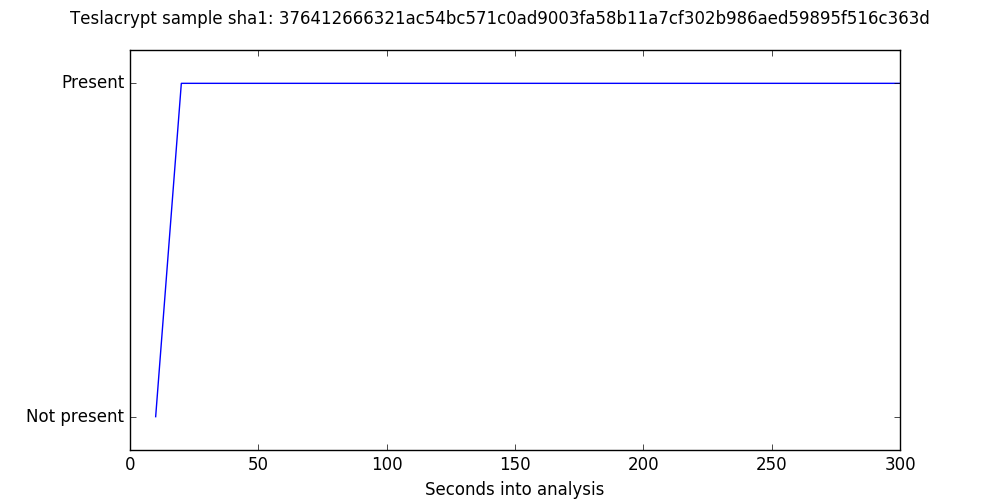 Teslacrypt sample sha1: 376412666321ac54bc571c0ad9003fa58b11a7cf302b986aed59895f516c363d
Present
Not present
0 50 100 150 200 250 300
Seconds into analysis